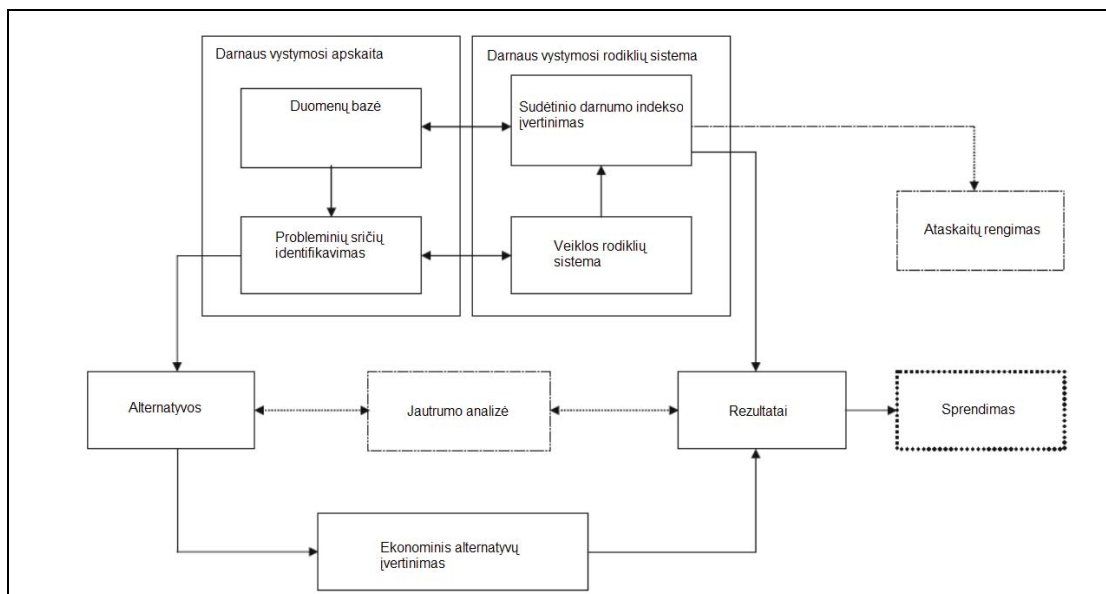 Darnaus vystymosi apskaita
Darnaus vystymosi rodiklių sistema
Duomenų bazė
Sudėtinio darnumo indekso
įvertinimas
Probleminių sričių
identifikavimas
Veiklos rodiklių
sistema
Ataskaitų rengimas
Alternatyvos
Jautrumo analizė
Rezultatai
Sprendimas
Ekonominis alternatyvų
įvertinimas